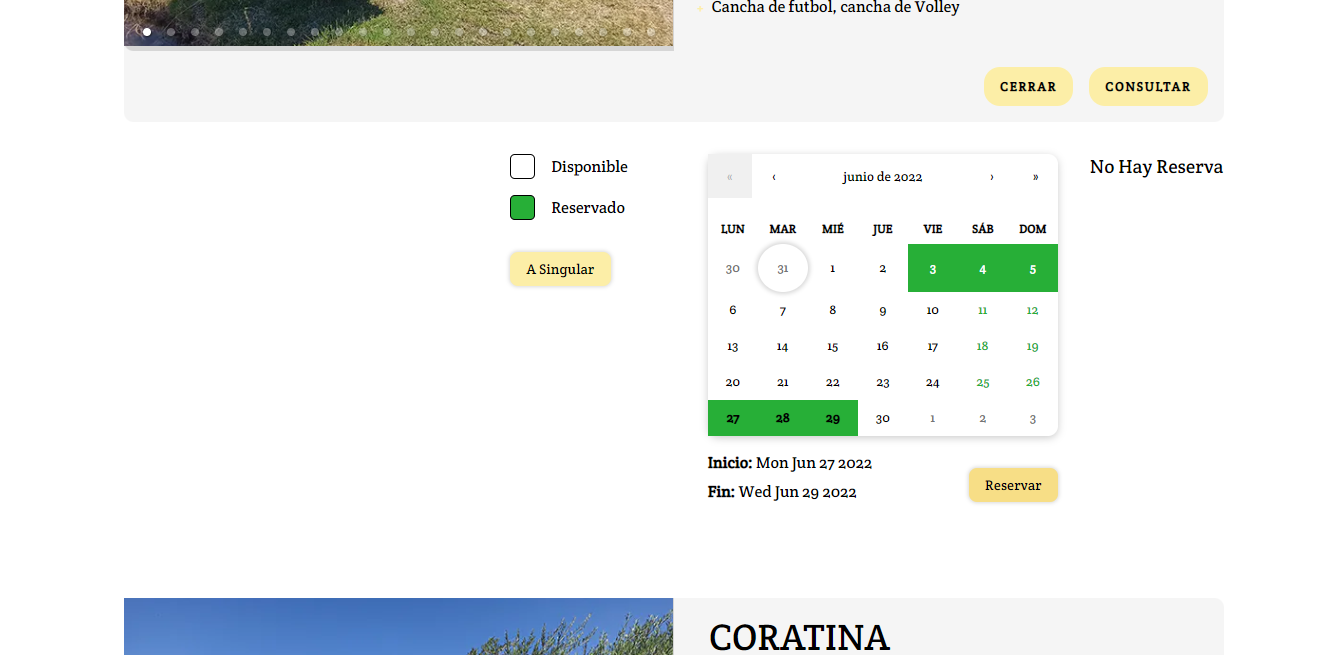 Cancha de futbol, cancha de Volley
CERRAR CONSULTAR
Disponible
Reservado
A Singular
« ‹ junio de 2022 › »
LUN MAR MIÉ JUE VIE SÁB DOM
30 31 1 2 3 4 5
6 7 8 9 10 11 12
13 14 15 16 17 18 19
20 21 22 23 24 25 26
27 28 29 30 1 2 3
Inicio: Mon Jun 27 2022
Fin: Wed Jun 29 2022
Reservar
No Hay Reserva
CORATINA